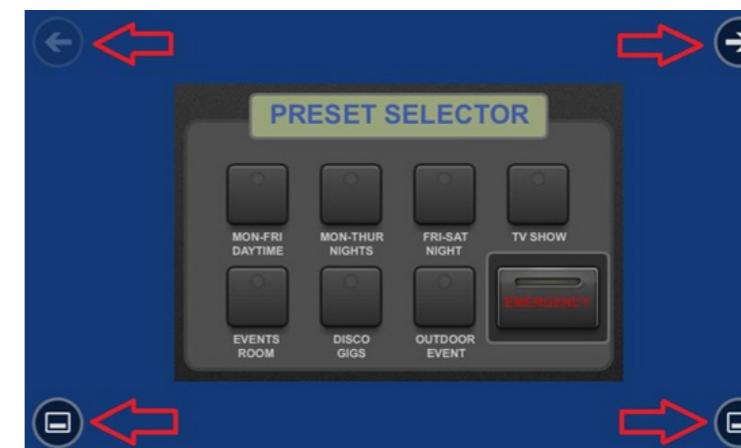 PRESET SELECTOR
MON-FRI
DAYTIME
MON-THUR
NIGHTS
FRI-SAT
NIGHT
TV SHOW
EVENTS
ROOM
DISCO
GIGS
OUTDOOR
EVENT
EMERGENCY